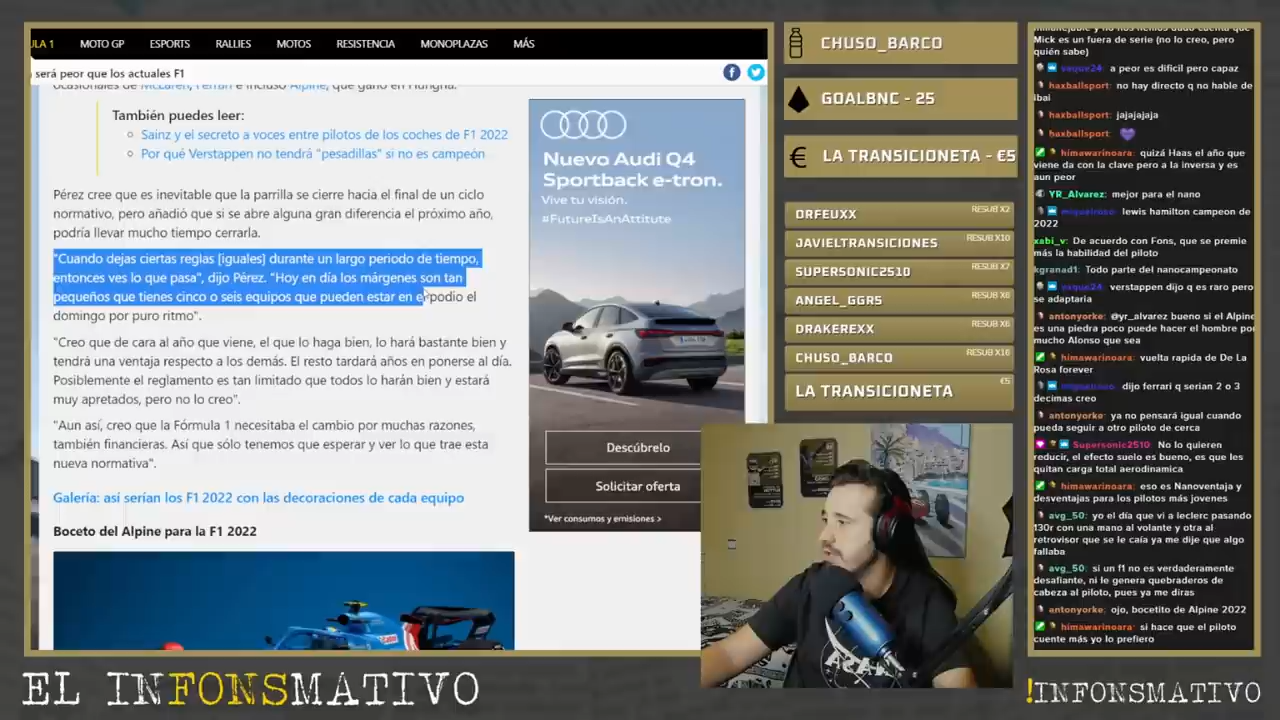 ULA 1 MOTO GP ESPORTS RALLIES MOTOS RESISTENCIA MONOPLAZAS MÁS
será peor que los actuales F1
ocasionales de McLaren, Ferrari e incluso Alpine, que ganó en Hungría.
También puedes leer:
Sainz y el secreto a voces entre pilotos de los coches de F1 2022
Por qué Verstappen no tendrá "pesadillas" si no es campeón
Pérez cree que es inevitable que la parrilla se cierre hacia el final de un ciclo
normativo, pero añadió que si se abre alguna gran diferencia el próximo año,
podría llevar mucho tiempo cerrarla.
"Cuando dejas ciertas reglas [iguales] durante un largo periodo de tiempo,
entonces ves lo que pasa", dijo Pérez. "Hoy en día los márgenes son tan
pequeños que tienes cinco o seis equipos que pueden estar en el podio el
domingo por puro ritmo".
"Creo que de cara al año que viene, el que lo haga bien, lo hará bastante bien y
tendrá una ventaja respecto a los demás. El resto tardará años en ponerse al día.
Posiblemente el reglamento es tan limitado que todos lo harán bien y estará
muy apretados, pero no lo creo".
"Aun así, creo que la Fórmula 1 necesitaba el cambio por muchas razones,
también financieras. Así que sólo tenemos que esperar y ver lo que trae esta
nueva normativa".
Galería: así serían los F1 2022 con las decoraciones de cada equipo
Boceto del Alpine para la F1 2022
Nuevo Audi Q4
Sportback e-tron.
Vive tu visión.
#FutureIsAnAttitute
Descúbrelo
Solicitar oferta
*Ver consumos y emisiones >
CHUSO_BARCO
GOALBNC - 25
€ LA TRANSICIONETA - €5
ORFEUXX RESUB X2
JAVIELTRANSICIONES RESUB X10
SUPERSONIC2510 RESUB X7
ANGEL_GGRS RESUB X6
DRAKEREXX RESUB X6
CHUSO_BARCO RESUB X16
LA TRANSICIONETA €5
Mick es un fuera de serie (no lo creo, pero
quién sabe)
vaque24: a peor es dificil pero capaz
haxballsport: no hay directo q no hable de
ibai
haxballsport: jajajajaja
haxballsport:
himawarinoara: quizá Haas el año que
viene da con la clave pero a la inversa y es
aun peor
YR_Alvarez: mejor para el nano
lewis hamilton campeon de
2022
xabi_v: De acuerdo con Fons, que se premie
más la habilidad del piloto
kgranad1: Todo parte del nanocampeonato
vaque24: verstappen dijo q es raro pero
se adaptaria
antonyorke: @yr_alvarez bueno si el Alpine
es una piedra poco puede hacer el hombre por
mucho Alonso que sea
himawarinoara: vuelta rapida de De La
Rosa forever
dijo ferrari q serian 2 o 3
decimas creo
antonyorke: ya no pensará igual cuando
pueda seguir a otro piloto de cerca
Supersonic2510: No lo quieren
reducir, el efecto suelo es bueno, es que les
quitan carga total aerodinamica
himawarinoara: eso es Nanoventaja y
desventajas para los pilotos más jovenes
avg_50: yo el día que vi a leclerc pasando
130r con una mano al volante y otra al
retrovisor que se le caía ya me dije que algo
fallaba
avg_50: si un f1 no es verdaderamente
desafiante, ni le genera quebraderos de
cabeza al piloto, pues ya me diras
antonyorke: ojo, bocetito de Alpine 2022
himawarinoara: si hace que el piloto
cuente más yo lo prefiero
EL INFONSMATIVO
!INFONSMATIVO